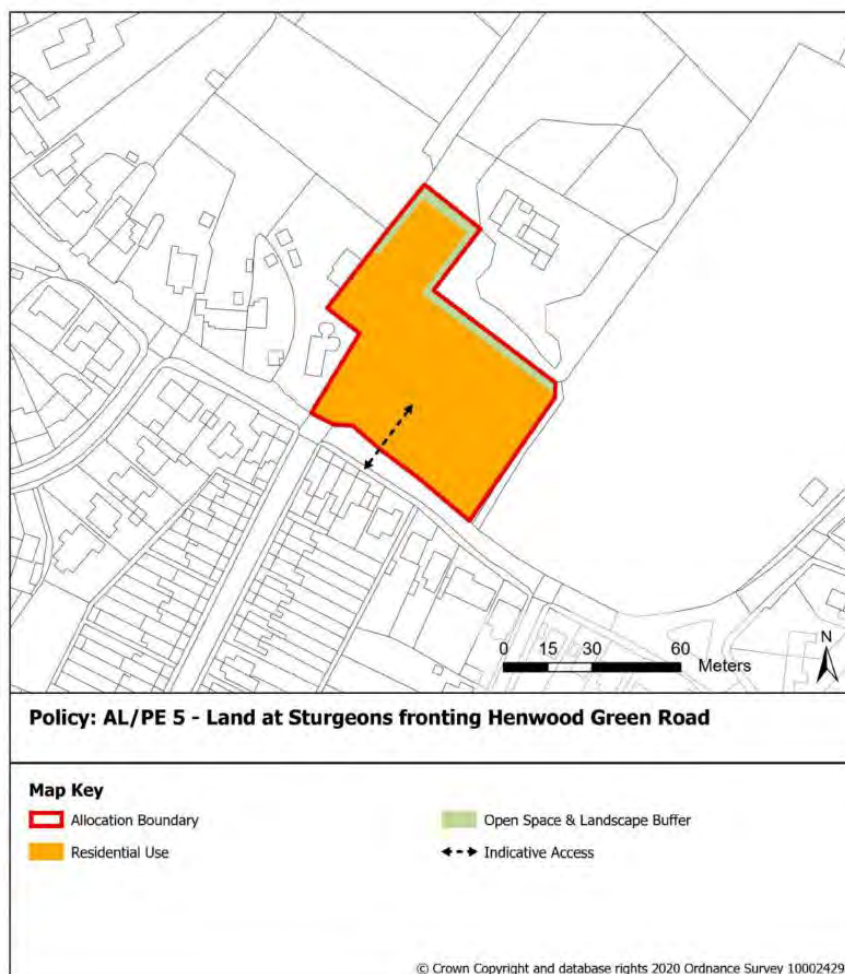 N
0 15 30 60
Meters
Policy: AL/PE 5 - Land at Sturgeons fronting Henwood Green Road
Map Key
Allocation Boundary
Open Space & Landscape Buffer
Residential Use
Indicative Access
© Crown Copyright and database rights 2020 Ordnance Survey 10002429